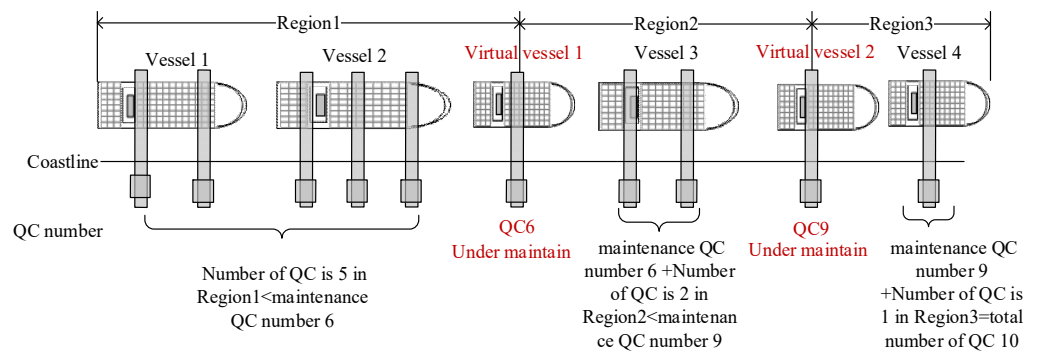 Region1
Region2
Region3
Vessel 1
Vessel 2
Virtual vessel 1
Vessel 3
Virtual vessel 2
Vessel 4
Coastline
QC number
QC6
Under maintain
QC9
Under maintain
Number of QC is 5 in
Region1<maintenance
QC number 6
maintenance QC
number 6 +Number
of QC is 2 in
Region2<maintenan
ce QC number 9
maintenance QC
number 9
+Number of QC is
1 in Region3=total
number of QC 10